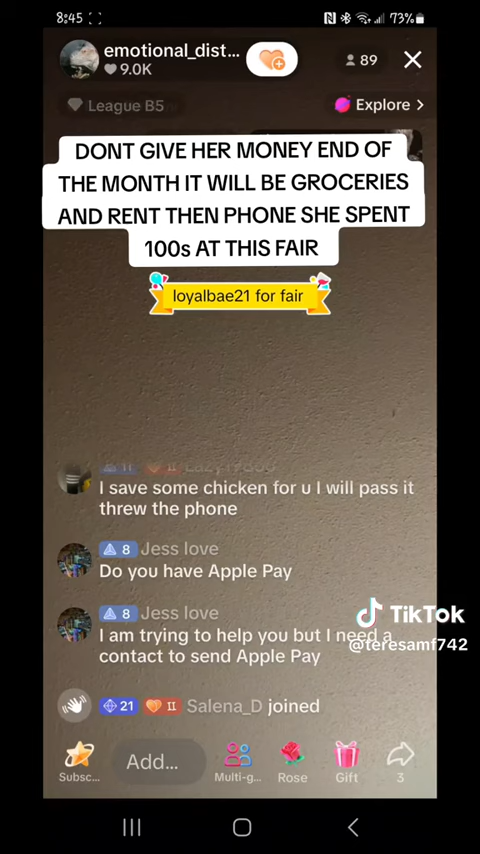 8:45
73%
emotional_dist...
9.0K
89
League B5
Explore >
DONT GIVE HER MONEY END OF
THE MONTH IT WILL BE GROCERIES
AND RENT THEN PHONE SHE SPENT
100s AT THIS FAIR
loyalbae21 for fair
I save some chicken for u I will pass it
threw the phone
8 Jess love
Do you have Apple Pay
8 Jess love
I am trying to help you but I need a
contact to send Apple Pay
TikTok
@teresamf742
21 II Salena_D joined
Subsc...
Add...
Multi-g...
Rose
Gift
3